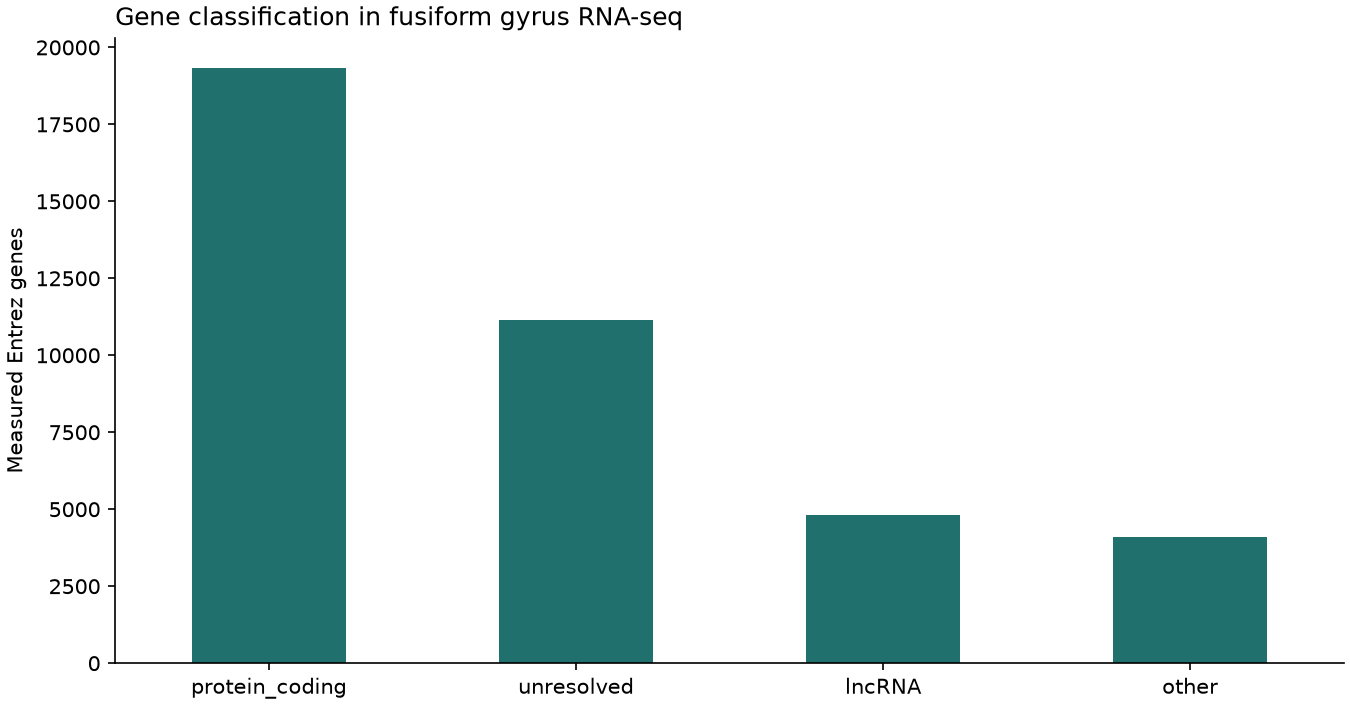 Gene classification in fusiform gyrus RNA-seq
Measured Entrez genes
20000
17500
15000
12500
10000
7500
5000
2500
0
protein_coding
unresolved
lncRNA
other